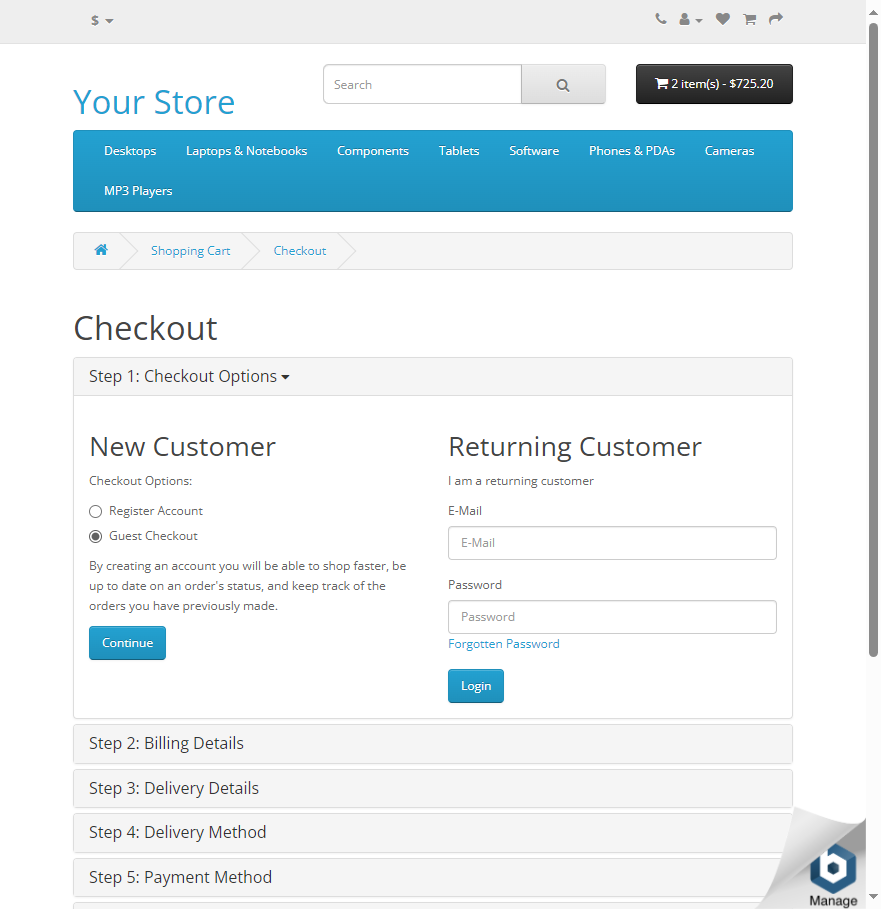 $
Your Store
Search
2 item(s) - $725.20
Desktops
Laptops & Notebooks
Components
Tablets
Software
Phones & PDAs
Cameras
MP3 Players
Shopping Cart
Checkout
Checkout
Step 1: Checkout Options
New Customer
Checkout Options:
Register Account
Guest Checkout
By creating an account you will be able to shop faster, be
up to date on an order's status, and keep track of the
orders you have previously made.
Continue
Returning Customer
I am a returning customer
E-Mail
E-Mail
Password
Password
Forgotten Password
Login
Step 2: Billing Details
Step 3: Delivery Details
Step 4: Delivery Method
Step 5: Payment Method
Manage